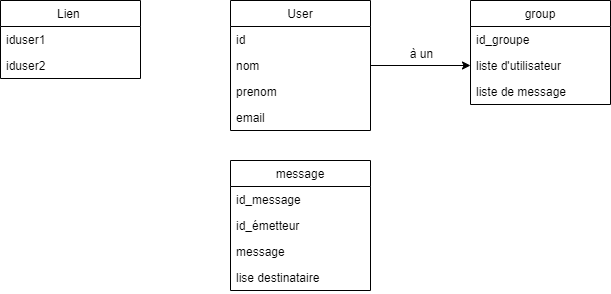 Lien
iduser1
iduser2
User
id
nom
prenom
email
à un
group
id_groupe
liste d'utilisateur
liste de message
message
id_message
id_émetteur
message
lise destinataire